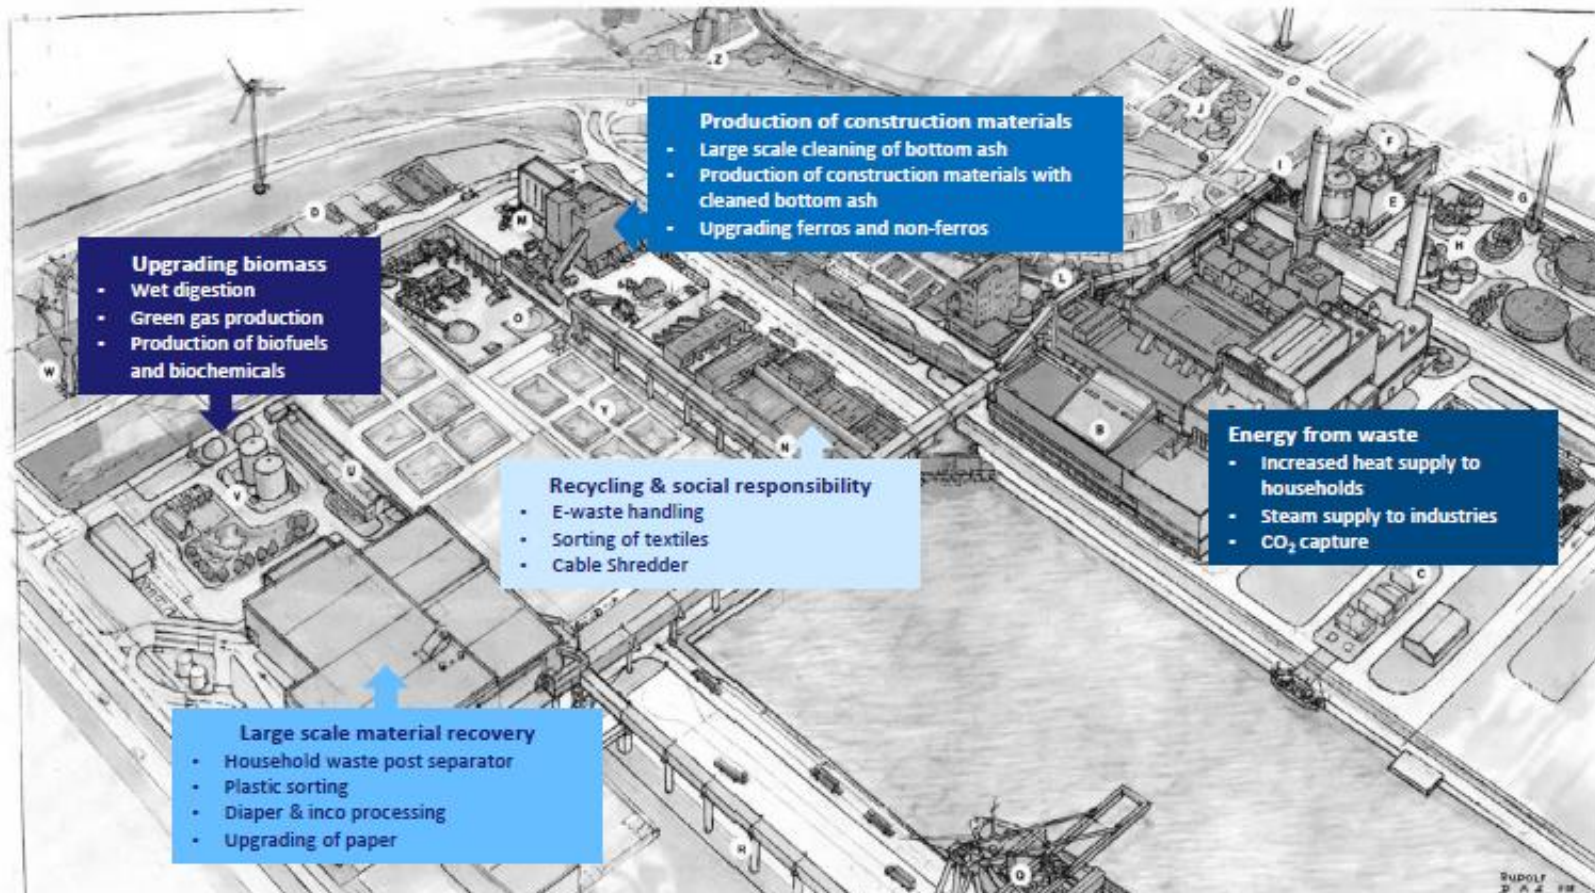 Z
J
F
I
E
G
H
L
M
D
O
W
Y
N
B
V
U
C
R
Q
Production of construction materials
- Large scale cleaning of bottom ash
- Production of construction materials with
cleaned bottom ash
- Upgrading ferros and non-ferros
Upgrading biomass
- Wet digestion
- Green gas production
- Production of biofuels
and biochemicals
Energy from waste
- Increased heat supply to
households
- Steam supply to industries
- CO₂ capture
Recycling & social responsibility
- E-waste handling
- Sorting of textiles
- Cable Shredder
Large scale material recovery
- Household waste post separator
- Plastic sorting
- Diaper & inco processing
- Upgrading of paper
RUDOLF